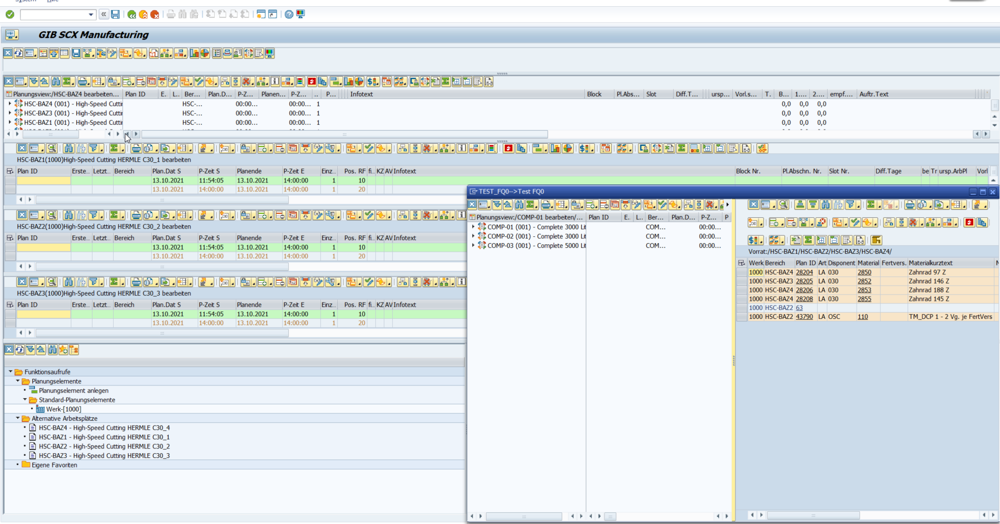 System Hilfe
GIB SCX Manufacturing
Planungsview:/HSC-BAZ4 bearbeiten... Plan ID E. L.. Ber... Plan.D... P-Z... Planen... P-Z... .. P... Infotext Block Pl.Abs... Slot Diff.T... ursp... Vorl.s... T. B... 1.... 2.... empf.... Auftr.Text
HSC-BAZ4 (001) - High-Speed Cuttin HSC-... 00:00... 00:00... 1 0,0 0,0 0,0
HSC-BAZ3 (001) - High-Speed Cuttin HSC-... 00:00... 00:00... 1 0,0 0,0 0,0
HSC-BAZ1 (001) - High-Speed Cuttin HSC-... 00:00... 00:00... 1 0,0 0,0 0,0
HSC-BAZ1(1000)High-Speed Cutting HERMLE C30_1 bearbeiten
Plan ID Erste... Letzt... Bereich Plan.Dat S P-Zeit S Planende P-Zeit E Einz... Pos. RF fi... KZ AV Infotext Block Nr. Pl.Abschn. Nr. Slot Nr. Diff.Tage be Tr ursp.ArbPl Vorl
13.10.2021 11:54:05 13.10.2021 14:00:00 1 10
13.10.2021 14:00:00 13.10.2021 14:00:00 1 20
HSC-BAZ2(1000)High-Speed Cutting HERMLE C30_2 bearbeiten
Plan ID Erste... Letzt... Bereich Plan.Dat S P-Zeit S Planende P-Zeit E Einz... Pos. RF fi... KZ AV Infotext
13.10.2021 11:54:05 13.10.2021 14:00:00 1 10
13.10.2021 14:00:00 13.10.2021 14:00:00 1 20
HSC-BAZ3(1000)High-Speed Cutting HERMLE C30_3 bearbeiten
Plan ID Erste... Letzt... Bereich Plan.Dat S P-Zeit S Planende P-Zeit E Einz... Pos. RF fi... KZ AV Infotext
13.10.2021 11:54:05 13.10.2021 14:00:00 1 10
13.10.2021 14:00:00 13.10.2021 14:00:00 1 20
Funktionsaufrufe
Planungselemente
Planungselement anlegen
Standard-Planungselemente
Werk-[1000]
Alternative Arbeitsplätze
HSC-BAZ4 - High-Speed Cutting HERMLE C30_4
HSC-BAZ1 - High-Speed Cutting HERMLE C30_1
HSC-BAZ2 - High-Speed Cutting HERMLE C30_2
HSC-BAZ3 - High-Speed Cutting HERMLE C30_3
Eigene Favoriten
TEST_FQ0-->Test FQ0
Planungsview:/COMP-01 bearbeiten/... Plan ID E. L.. Ber... Plan.D... P-Z... P
COMP-01 (001) - Complete 3000 Lit COM... 00:00...
COMP-02 (001) - Complete 3000 Lit COM... 00:00...
COMP-03 (001) - Complete 5000 Lit COM... 00:00...
Vorrat:/HSC-BAZ1/HSC-BAZ2/HSC-BAZ3/HSC-BAZ4/
Werk Bereich Plan ID Art Disponent Material Fertvers. Materialkurztext
1000 HSC-BAZ4 28204 LA 030 2850 Zahnrad 97 Z
1000 HSC-BAZ3 28205 LA 030 2852 Zahnrad 146 Z
1000 HSC-BAZ4 28206 LA 030 2853 Zahnrad 188 Z
1000 HSC-BAZ4 28208 LA 030 2855 Zahnrad 145 Z
1000 HSC-BAZ2 63
1000 HSC-BAZ2 43790 LA OSC 110 TM_DCP 1 - 2 Vg. je FertVers